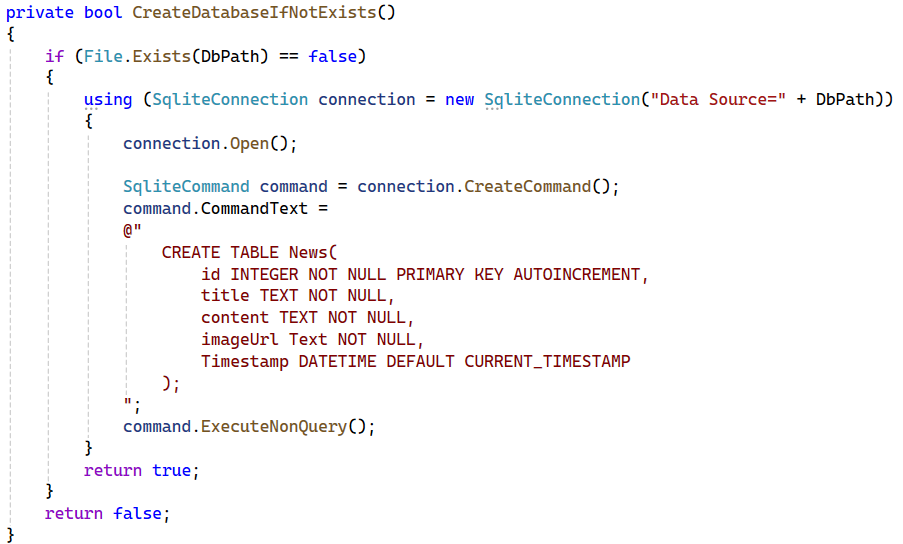 private bool CreateDatabaseIfNotExists()
{
    if (File.Exists(DbPath) == false)
    {
        using (SqliteConnection connection = new SqliteConnection("Data Source=" + DbPath))
        {
            connection.Open();

            SqliteCommand command = connection.CreateCommand();
            command.CommandText =
            @"
                CREATE TABLE News(
                    id INTEGER NOT NULL PRIMARY KEY AUTOINCREMENT,
                    title TEXT NOT NULL,
                    content TEXT NOT NULL,
                    imageUrl Text NOT NULL,
                    Timestamp DATETIME DEFAULT CURRENT_TIMESTAMP
                );
            ";
            command.ExecuteNonQuery();
        }
        return true;
    }
    return false;
}